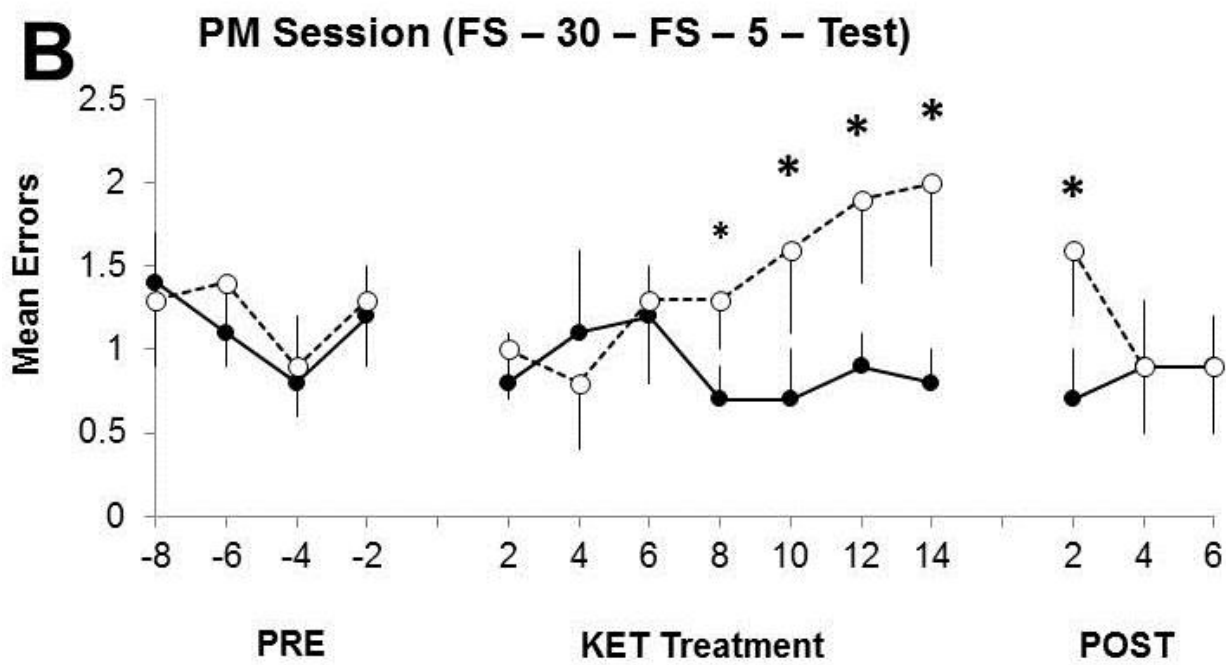 B
PM Session (FS – 30 – FS – 5 – Test)
Mean Errors
2.5
2
1.5
1
0.5
0
* * * * * *
-8 -6 -4 -2 2 4 6 8 10 12 14 2 4 6
PRE KET Treatment POST